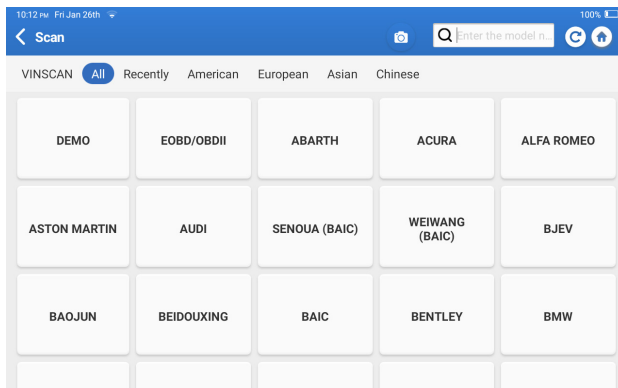 10:12 PM Fri Jan 26th 100%
Scan
Enter the model n...
VINSCAN All Recently American European Asian Chinese
DEMO EOBD/OBDII ABARTH ACURA ALFA ROMEO
ASTON MARTIN AUDI SENOUA (BAIC) WEIWANG (BAIC) BJEV
BAOJUN BEIDOUXING BAIC BENTLEY BMW